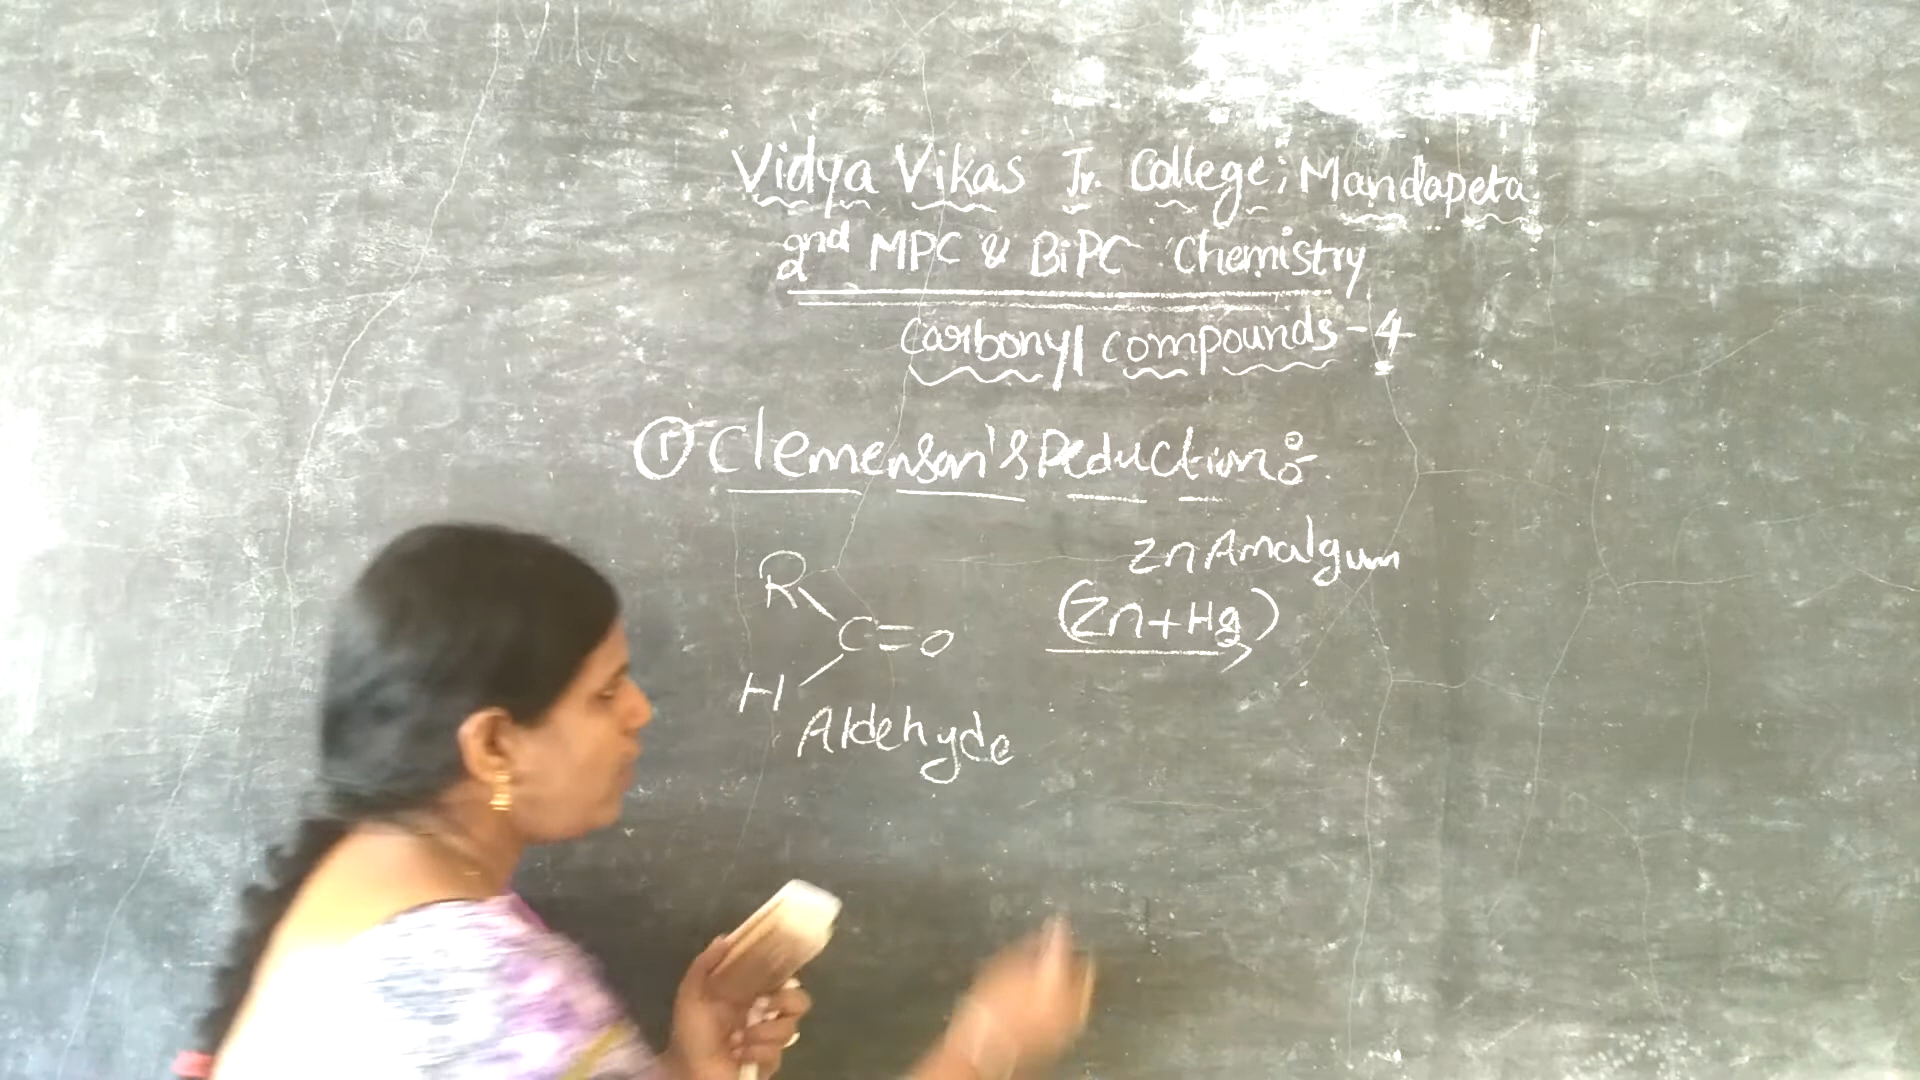 Vidya Vikas Jr. College; Mandapeta
2nd MPC & BiPC Chemistry
Carbonyl compounds - 4
① Clemenson's Reduction:-
Zn Amalgum
(Zn+Hg)
R
C=O
H
Aldehyde